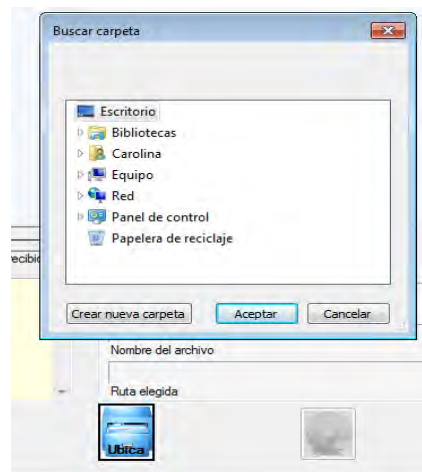 Buscar carpeta
Escritorio
Bibliotecas
Carolina
Equipo
Red
Panel de control
Papelera de reciclaje
Crear nueva carpeta Aceptar Cancelar
Nombre del archivo
Ruta elegida
Ubica